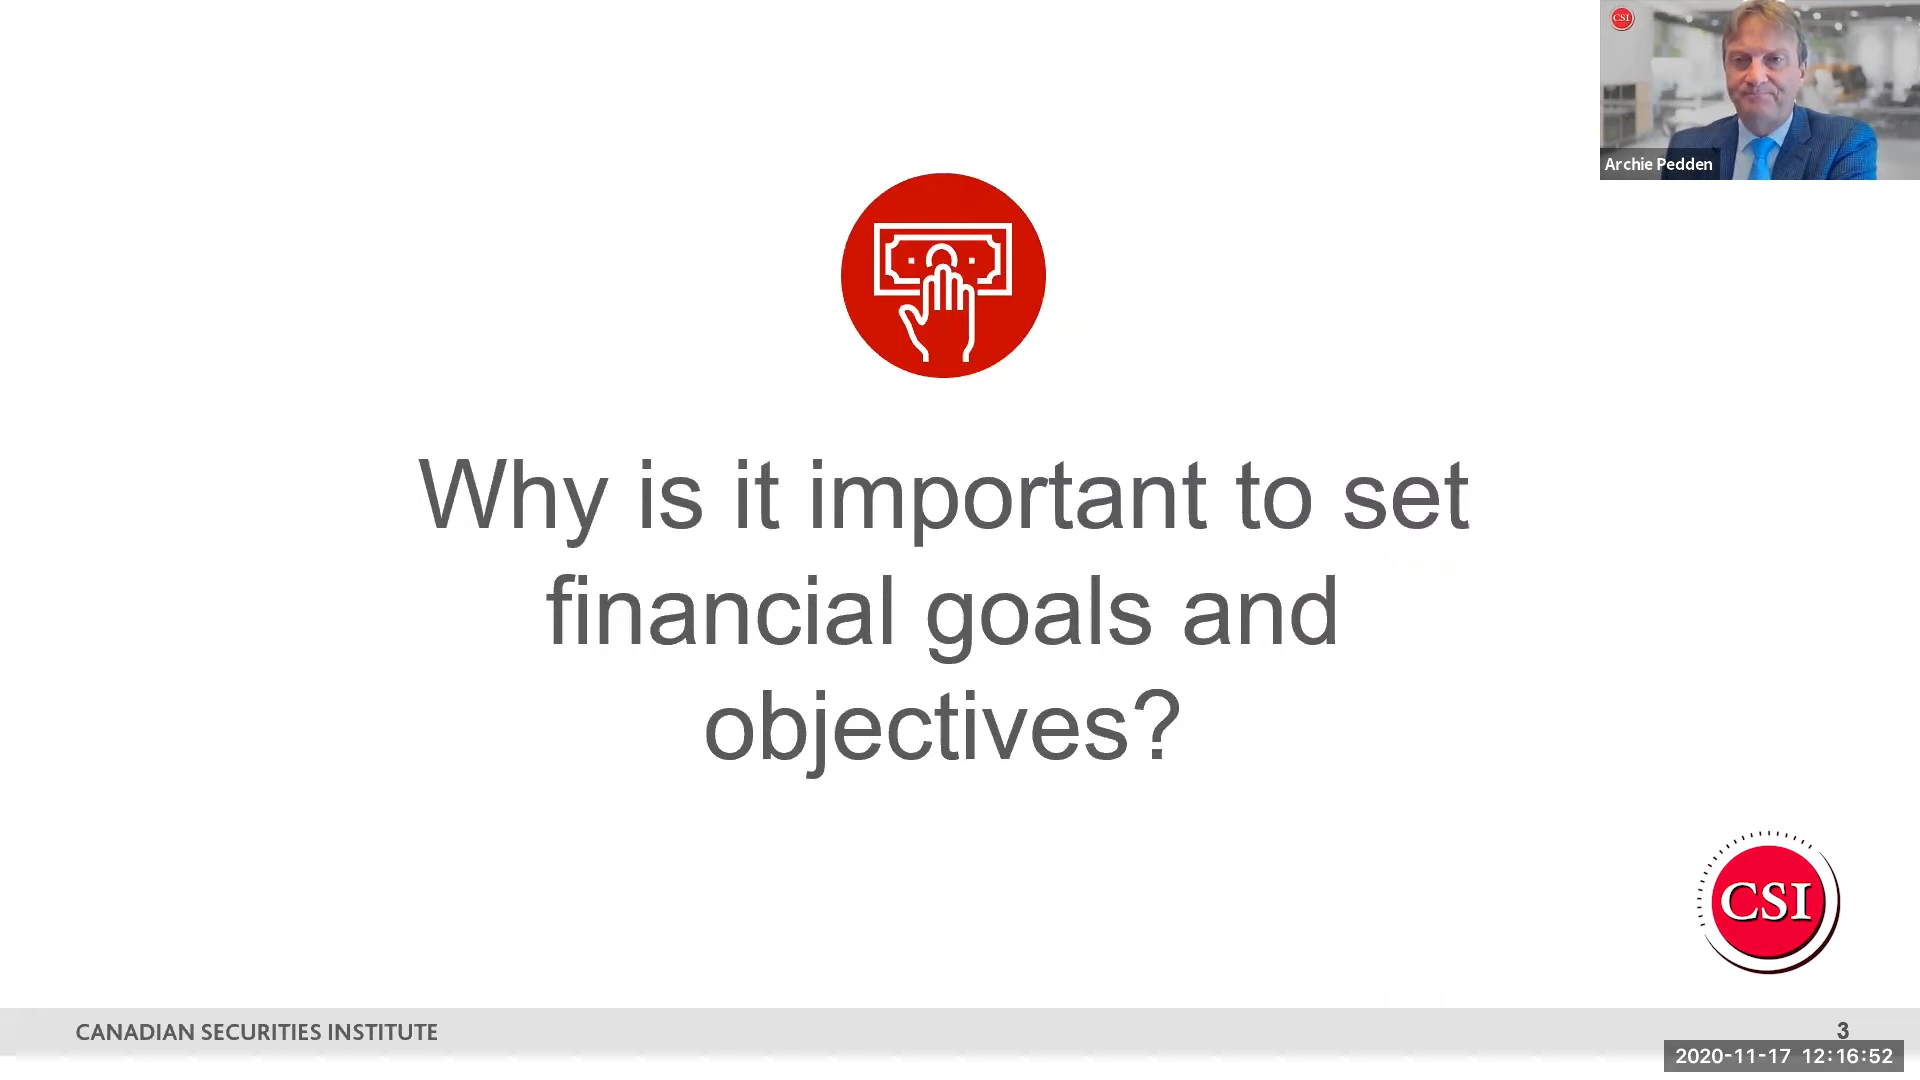 CSI
Archie Pedden
Why is it important to set
financial goals and
objectives?
CSI
CANADIAN SECURITIES INSTITUTE
3
2020-11-17 12:16:52